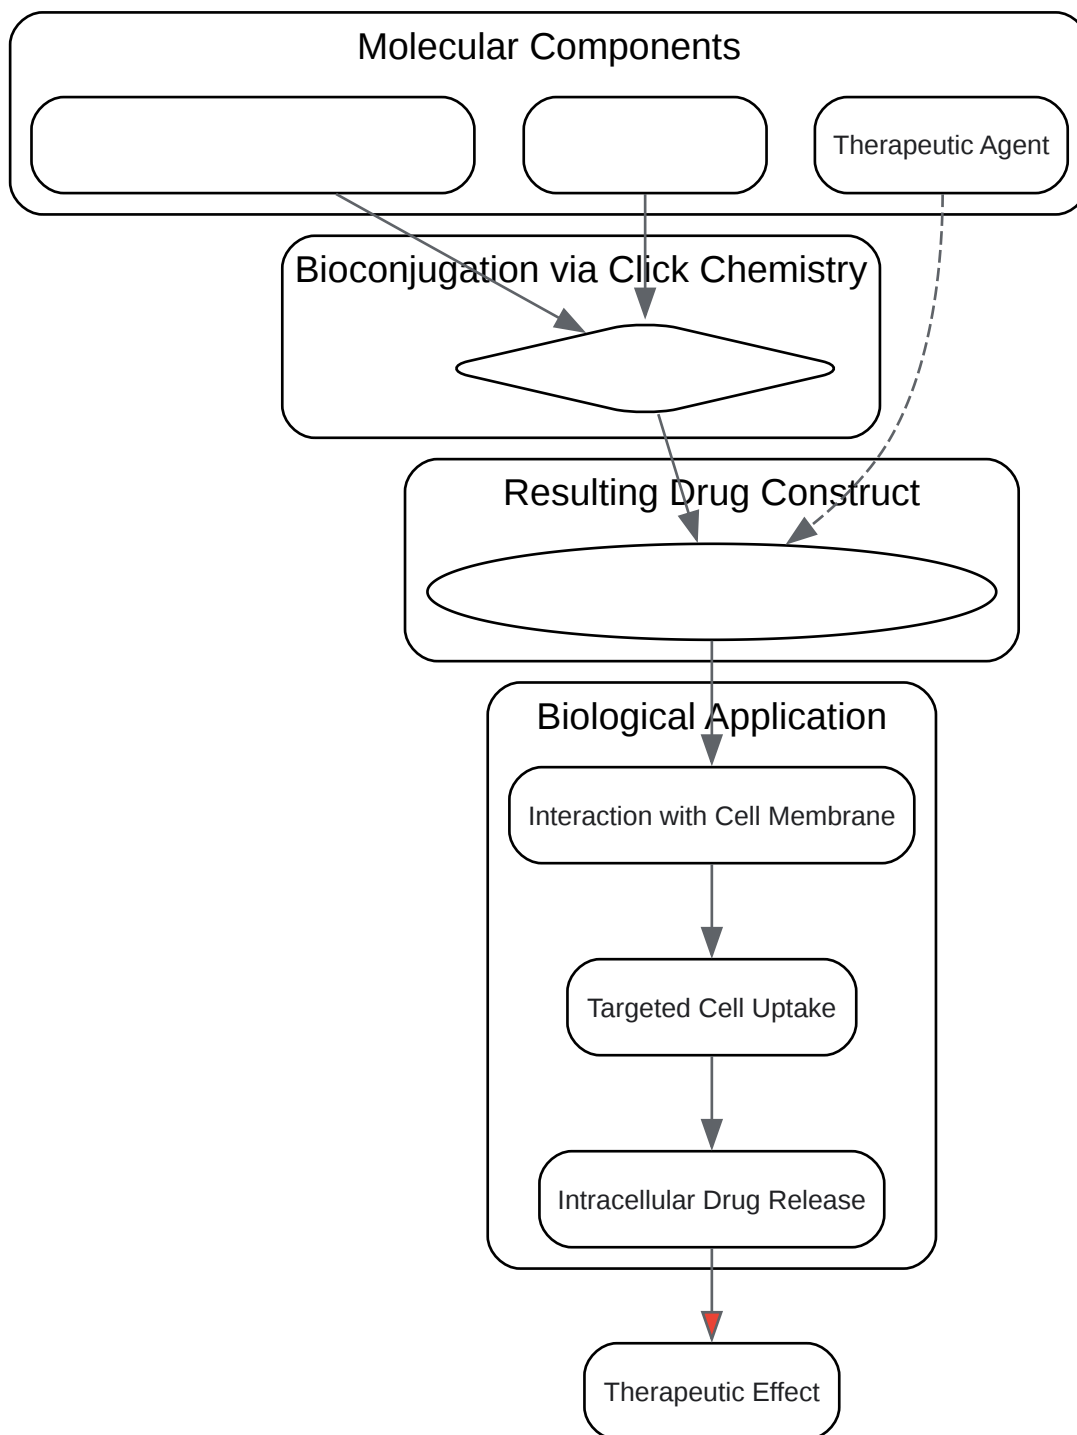 Molecular Components
Therapeutic Agent
Bioconjugation via Click Chemistry
Resulting Drug Construct
Biological Application
Interaction with Cell Membrane
Targeted Cell Uptake
Intracellular Drug Release
Therapeutic Effect